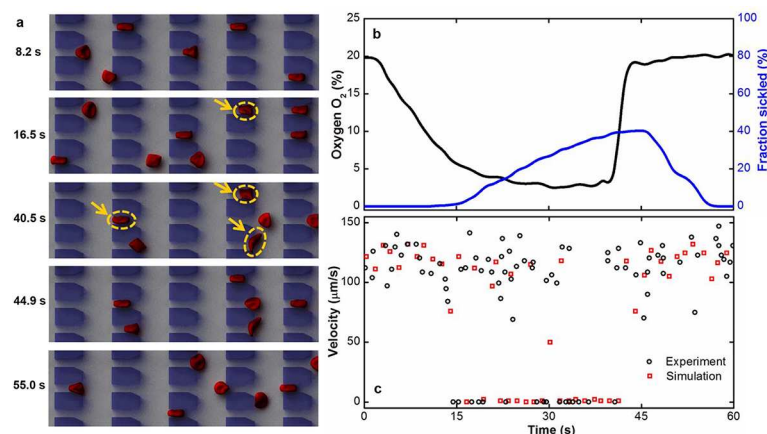 a
8.2 s
16.5 s
40.5 s
44.9 s
55.0 s
b
Oxygen O2 (%)
25
20
15
10
5
0
100
80
60
40
20
0
Fraction sickled (%)
Velocity (μm/s)
150
100
50
0
Experiment
Simulation
c
0 15 30 45 60
Time (s)